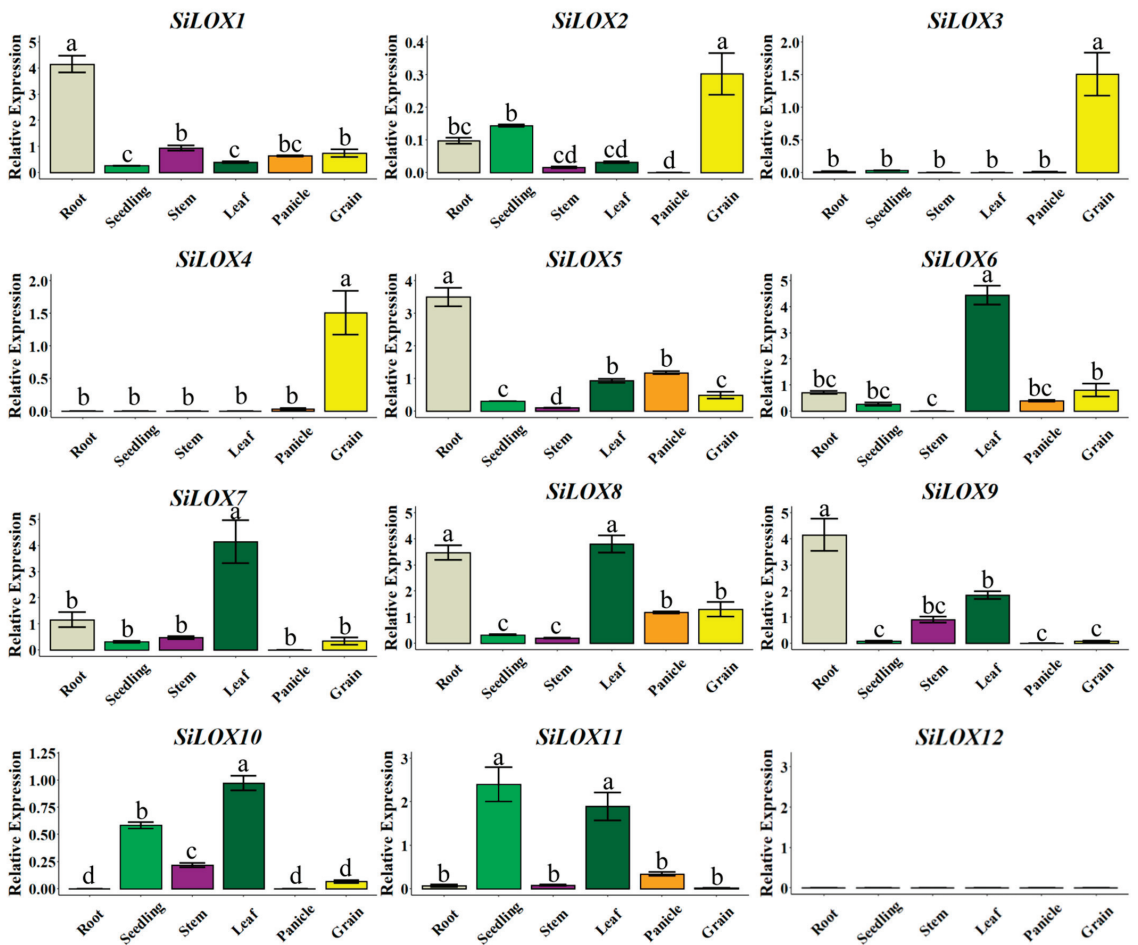 SiLOX1 SiLOX2 SiLOX3
Relative Expression
5
4
3
2
1
0
a c b c bc b
Root Seedling Stem Leaf Panicle Grain
Relative Expression
0.4
0.3
0.2
0.1
0.0
bc b cd cd d a
Root Seedling Stem Leaf Panicle Grain
Relative Expression
2.0
1.5
1.0
0.5
0.0
b b b b b a
Root Seedling Stem Leaf Panicle Grain
SiLOX4 SiLOX5 SiLOX6
Relative Expression
2.0
1.5
1.0
0.5
0.0
b b b b b a
Root Seedling Stem Leaf Panicle Grain
Relative Expression
4
3
2
1
0
a c d b b c
Root Seedling Stem Leaf Panicle Grain
Relative Expression
5
4
3
2
1
0
bc bc c a bc b
Root Seedling Stem Leaf Panicle Grain
SiLOX7 SiLOX8 SiLOX9
Relative Expression
5
4
3
2
1
0
b b b a b b
Root Seedling Stem Leaf Panicle Grain
Relative Expression
5
4
3
2
1
0
a c c a b b
Root Seedling Stem Leaf Panicle Grain
Relative Expression
5
4
3
2
1
0
a c bc b c c
Root Seedling Stem Leaf Panicle Grain
SiLOX10 SiLOX11 SiLOX12
Relative Expression
1.25
1.00
0.75
0.50
0.25
0.00
d b c a d d
Root Seedling Stem Leaf Panicle Grain
Relative Expression
3
2
1
0
b a b a b b
Root Seedling Stem Leaf Panicle Grain
Relative Expression
3
2
1
0
Root Seedling Stem Leaf Panicle Grain